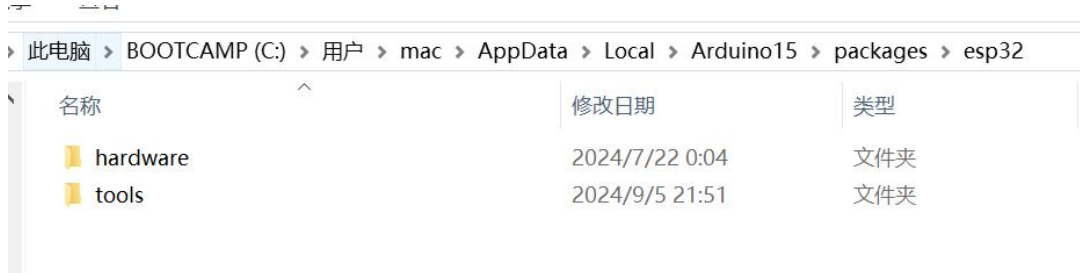 此电脑 > BOOTCAMP (C:) > 用户 > mac > AppData > Local > Arduino15 > packages > esp32
名称 修改日期 类型
hardware 2024/7/22 0:04 文件夹
tools 2024/9/5 21:51 文件夹